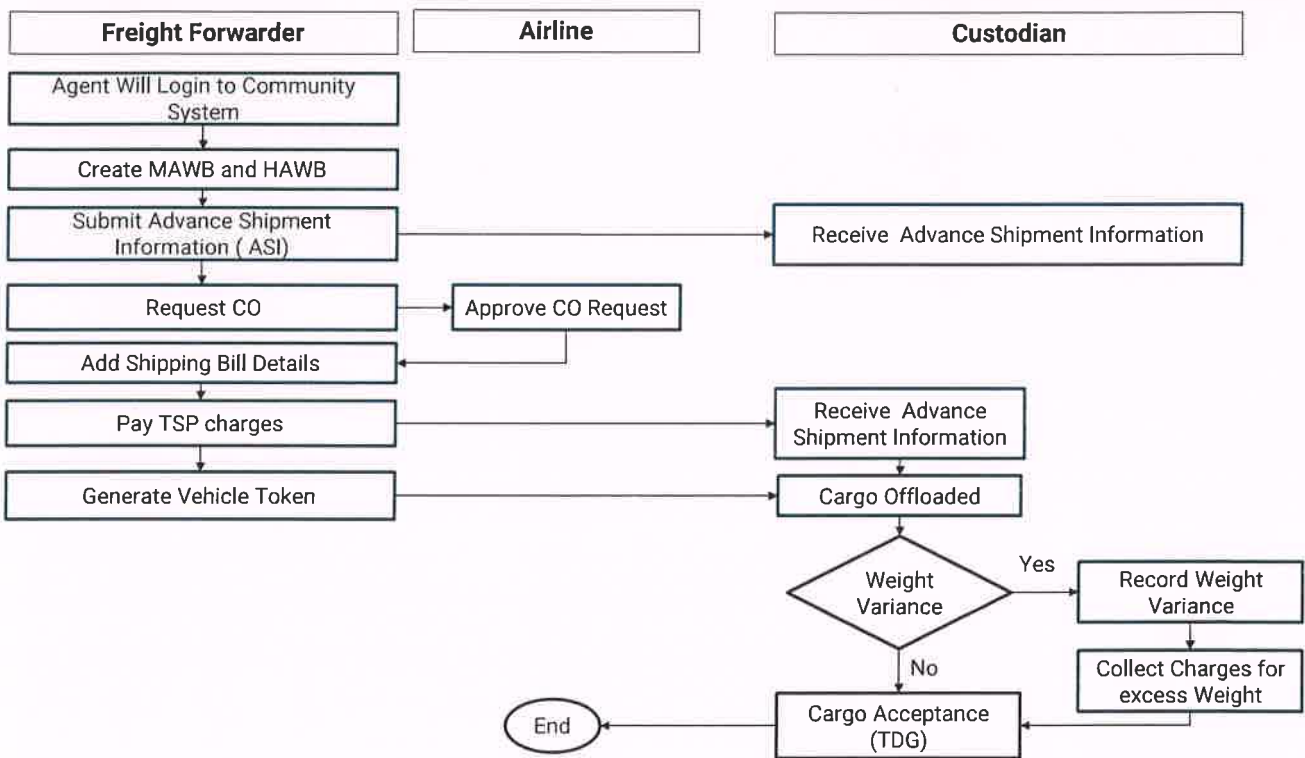 Freight Forwarder
Airline
Custodian
Agent Will Login to Community
System
Create MAWB and HAWB
Submit Advance Shipment
Information ( ASI)
Receive  Advance Shipment Information
Request CO
Approve CO Request
Add Shipping Bill Details
Pay TSP charges
Receive  Advance
Shipment Information
Generate Vehicle Token
Cargo Offloaded
Weight
Variance
Yes
Record Weight
Variance
No
Collect Charges for
excess Weight
Cargo Acceptance
(TDG)
End